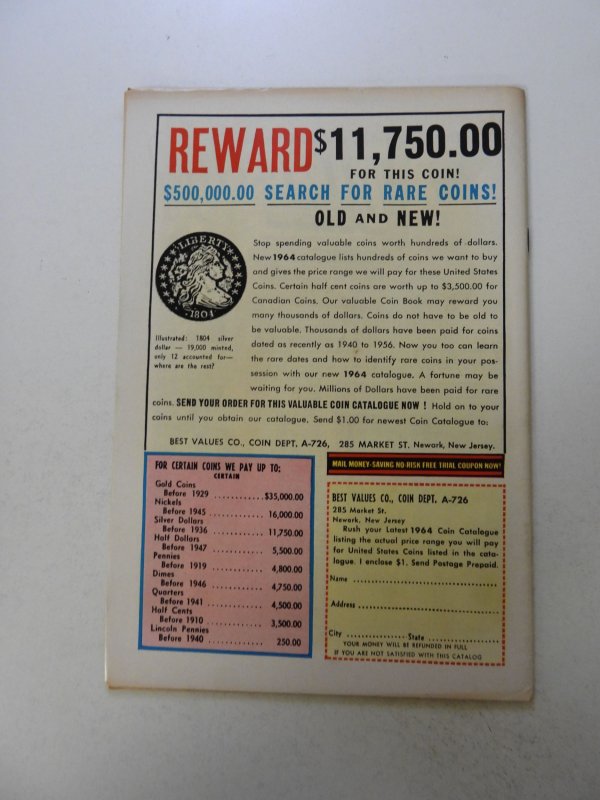 REWARD $11,750.00
FOR THIS COIN!
$500,000.00 SEARCH FOR RARE COINS!
OLD AND NEW!
LIBERTY
1804
Illustrated: 1804 silver
dollar — 19,000 minted,
only 12 accounted for—
where are the rest?
Stop spending valuable coins worth hundreds of dollars.
New 1964 catalogue lists hundreds of coins we want to buy
and gives the price range we will pay for these United States
Coins. Certain half cent coins are worth up to $3,500.00 for
Canadian Coins. Our valuable Coin Book may reward you
many thousands of dollars. Coins do not have to be old to
be valuable. Thousands of dollars have been paid for coins
dated as recently as 1940 to 1956. Now you too can learn
the rare dates and how to identify rare coins in your pos-
session with our new 1964 catalogue. A fortune may be
waiting for you. Millions of Dollars have been paid for rare
coins. SEND YOUR ORDER FOR THIS VALUABLE COIN CATALOGUE NOW ! Hold on to your
coins until you obtain our catalogue. Send $1.00 for newest Coin Catalogue to:
BEST VALUES CO., COIN DEPT. A-726, 285 MARKET ST, Newark, New Jersey.
FOR CERTAIN COINS WE PAY UP TO:
CERTAIN
Gold Coins
Before 1929 ............$35,000.00
Nickels
Before 1945 ............ 16,000.00
Silver Dollars
Before 1936 ............ 11,750.00
Half Dollars
Before 1947 ............ 5,500.00
Pennies
Before 1919 ............ 4,800.00
Dimes
Before 1946 ............ 4,750.00
Quarters
Before 1941 ............ 4,500.00
Half Cents
Before 1910 ............ 3,500.00
Lincoln Pennies
Before 1940 ............ 250.00
MAIL MONEY-SAVING NO-RISK FREE TRIAL COUPON NOW!
BEST VALUES CO., COIN DEPT. A-726
285 Market St.
Newark, New Jersey
Rush your Latest 1964 Coin Catalogue
listing the actual price range you will pay
for United States Coins listed in the cata-
logue. I enclose $1. Send Postage Prepaid.
Name ....................................
Address ..................................
City ................ State ..................
YOUR MONEY WILL BE REFUNDED IN FULL
IF YOU ARE NOT SATISFIED WITH THIS CATALOG